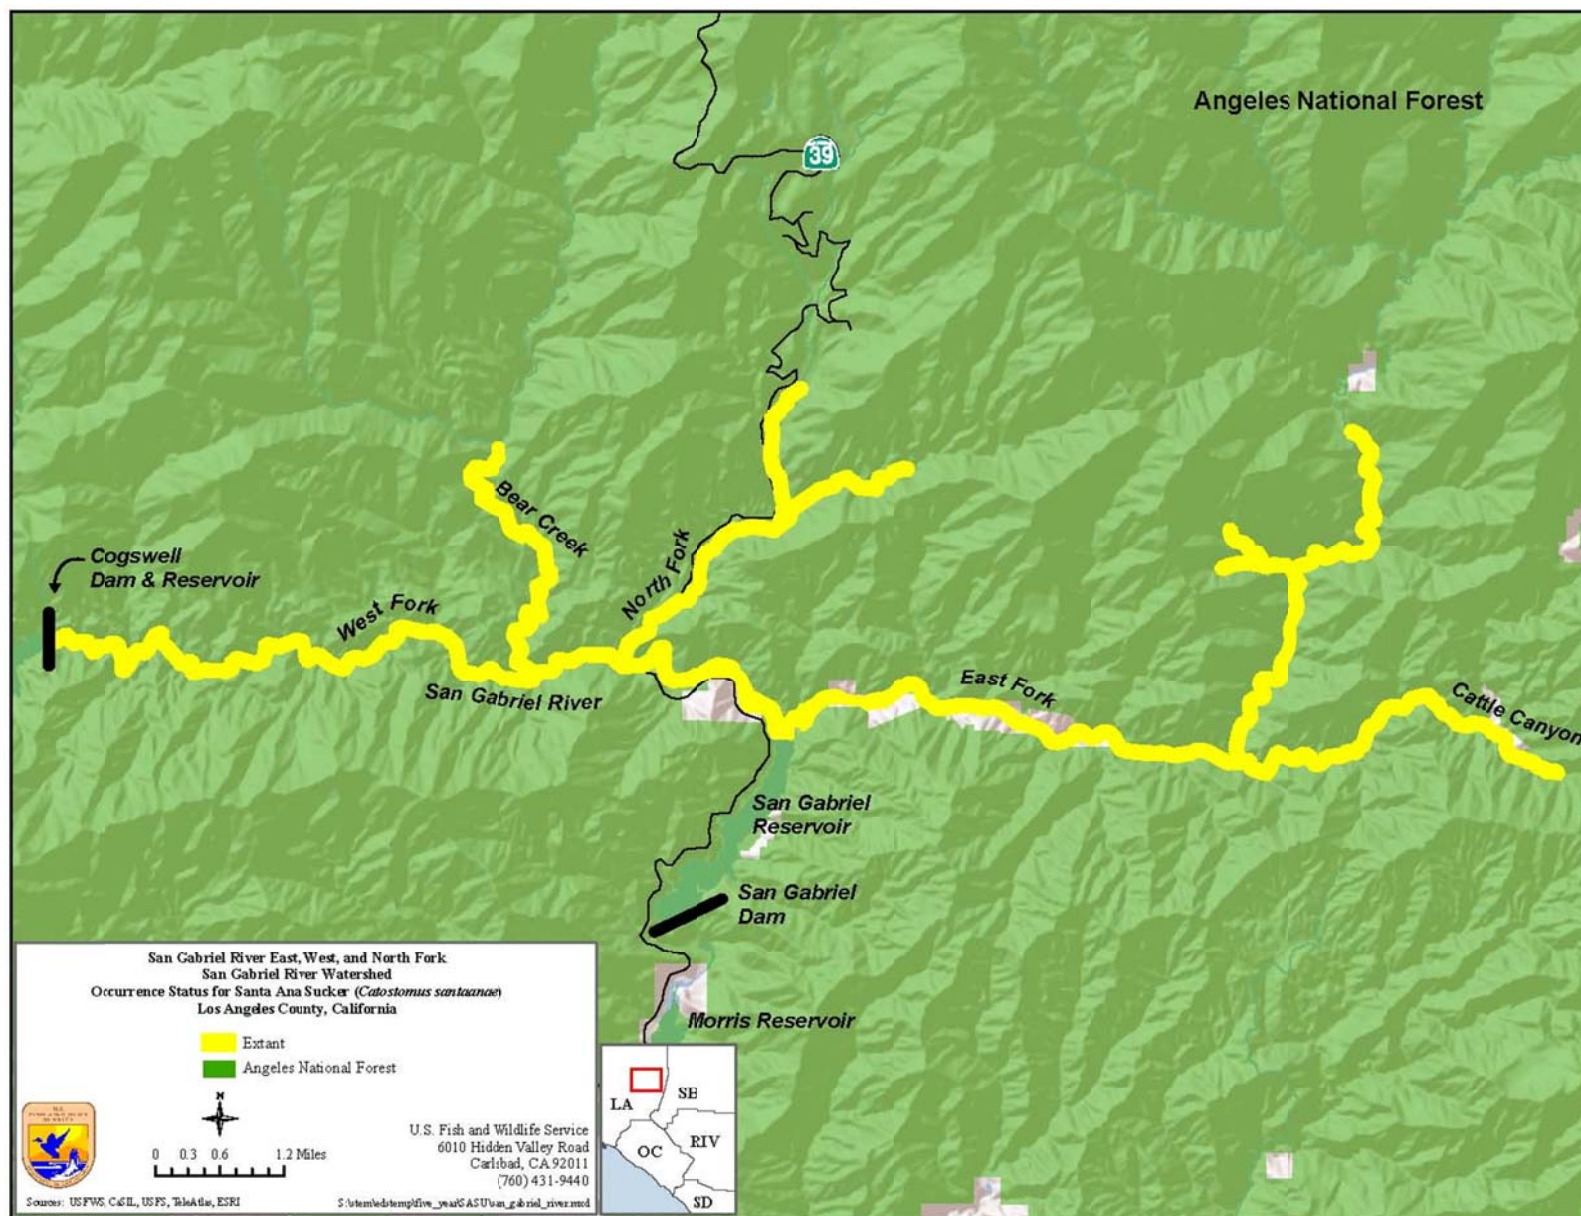 Angeles National Forest
39
Bear Creek
North Fork
Cogswell
Dam & Reservoir
West Fork
San Gabriel River
East Fork
Cattle Canyon
San Gabriel
Reservoir
San Gabriel
Dam
Morris Reservoir
San Gabriel River East, West, and North Fork
San Gabriel River Watershed
Occurrence Status for Santa Ana Sucker (Catostomus santaanae)
Los Angeles County, California
Extant
Angeles National Forest
N
0 0.3 0.6 1.2 Miles
U.S. Fish and Wildlife Service
6010 Hidden Valley Road
Carlsbad, CA 92011
(760) 431-9440
Sources: USFWS, CaSIL, USFS, TeleAtlas, ESRI
LA
SB
OC
RIV
SD